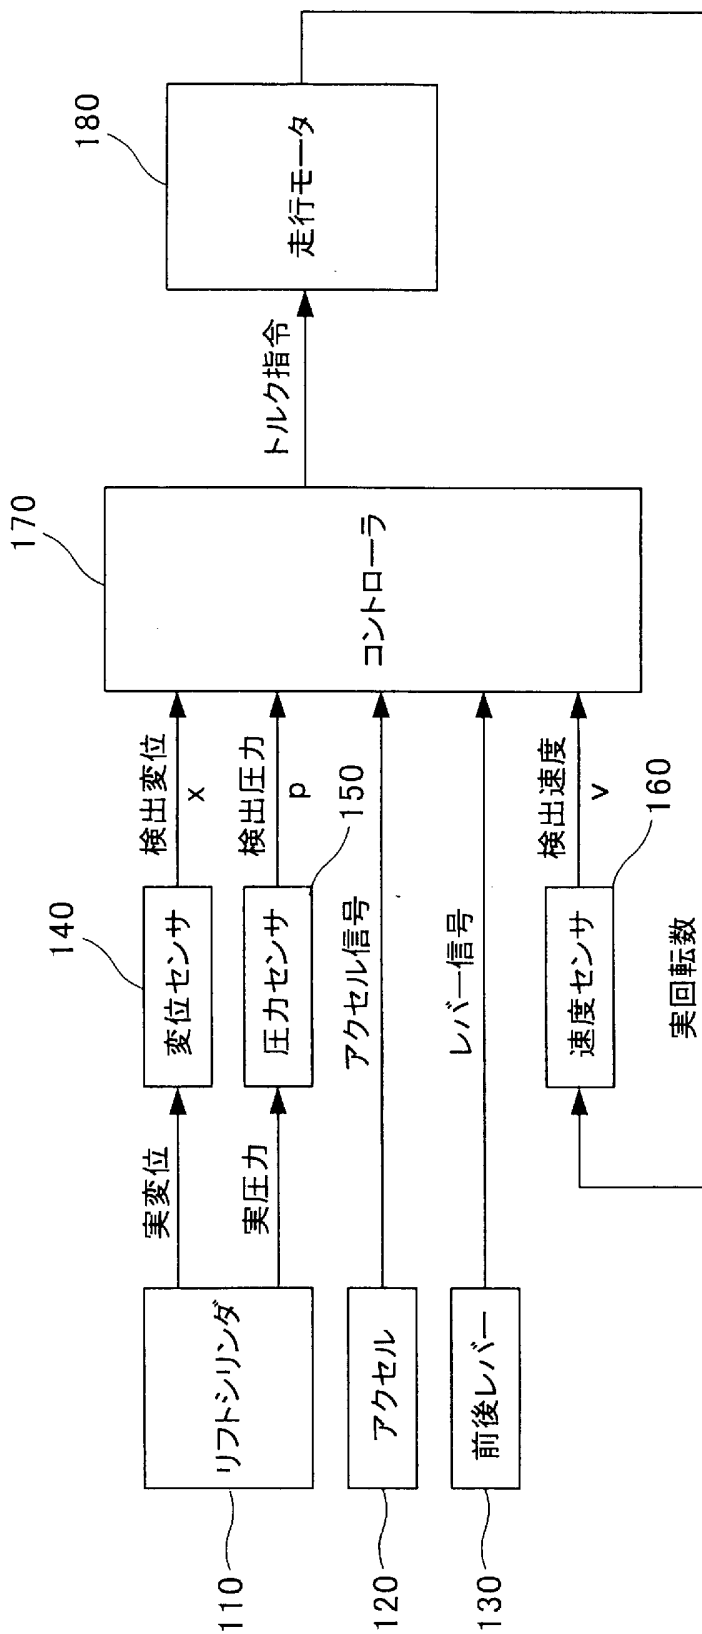 110
リフトシリンダ
実変位
実圧力
140
変位センサ
圧力センサ
150
検出変位
x
検出圧力
p
120
アクセル
アクセル信号
130
前後レバー
レバー信号
速度センサ
160
検出速度
v
実回転数
170
コントローラ
トルク指令
180
走行モータ